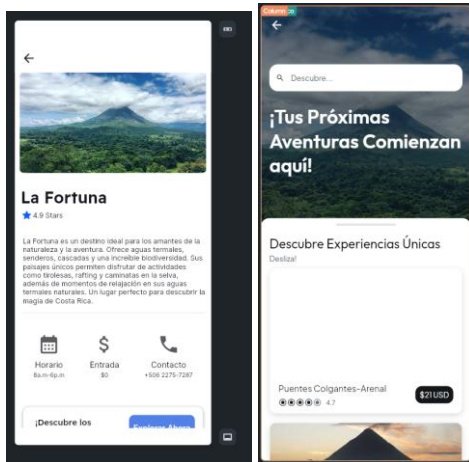 La Fortuna
4.9 Stars
La Fortuna es un destino ideal para los amantes de la
naturaleza y la aventura. Ofrece aguas termales,
senderos, cascadas y una increíble biodiversidad. Sus
paisajes únicos permiten disfrutar de actividades
como tirolesas, rafting y caminatas en la selva,
además de momentos de relajación en sus aguas
termales naturales. Un lugar perfecto para descubrir la
magia de Costa Rica.
Horario
8a.m-6p.m
Entrada
$0
Contacto
+506 2275-7287
¡Descubre los
Explorar Ahora
Column
Descubre...
¡Tus Próximas
Aventuras Comienzan
aquí!
Descubre Experiencias Únicas
Desliza!
Puentes Colgantes-Arenal
4.7
$21 USD